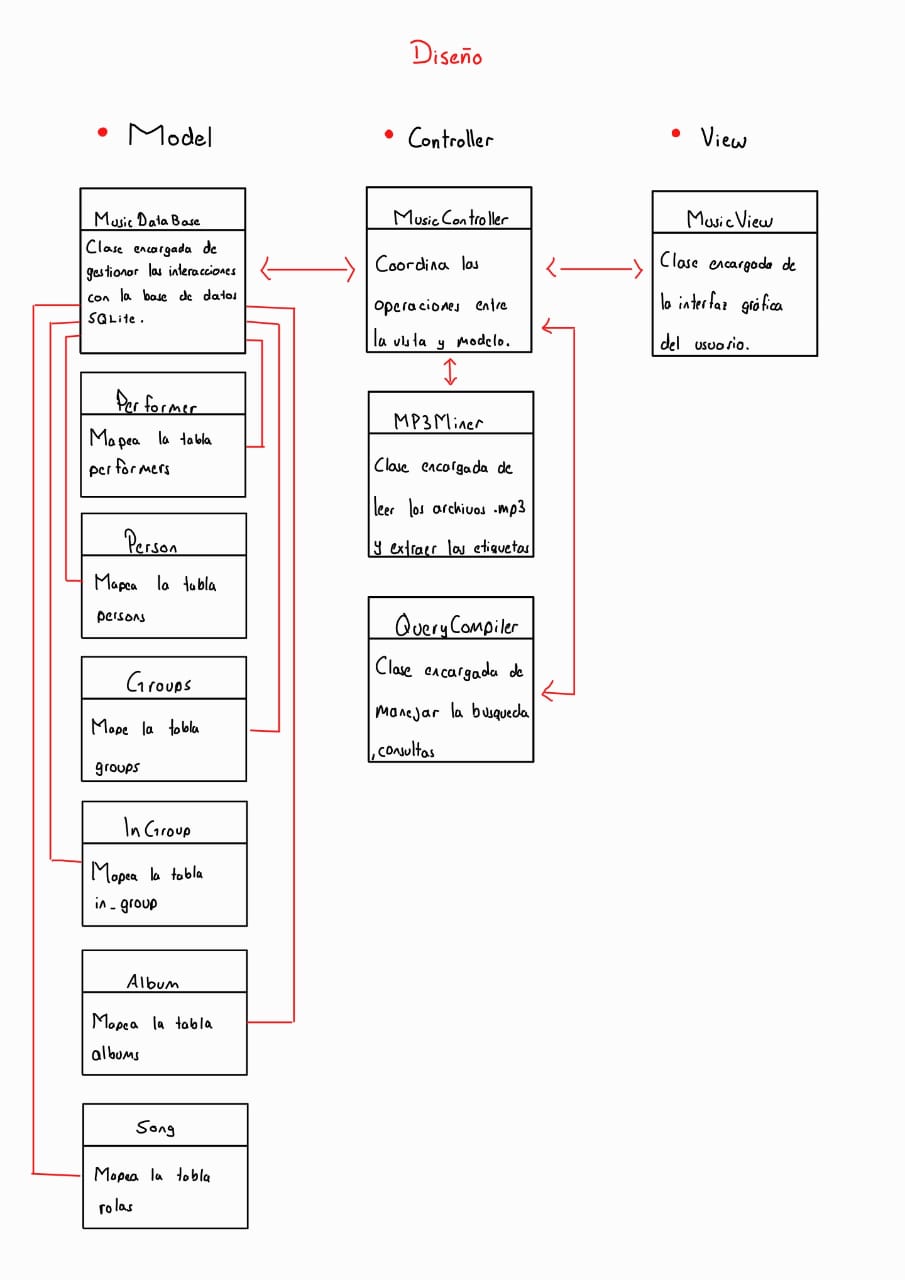 Diseño
• Model
MusicDataBase
Clase encargada de
gestionar las interacciones
con la base de datos
SQLite.
Performer
Mapea la tabla
performers
Person
Mapea la tabla
persons
Groups
Mape la tabla
groups
InGroup
Mapea la tabla
in_group
Album
Mapea la tabla
albums
Song
Mapea la tabla
rolas
• Controller
MusicController
Coordina las
operaciones entre
la vista y modelo.
MP3Miner
Clase encargada de
leer los archivos .mp3
y extraer las etiquetas
QueryCompiler
Clase encargada de
manejar la busqueda
,consultas
• View
MusicView
Clase encargada de
la interfaz gráfica
del usuario.